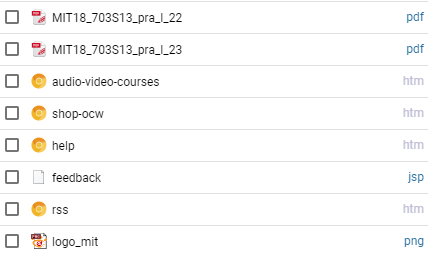 MIT18_703S13_pra_l_22 pdf
MIT18_703S13_pra_l_23 pdf
audio-video-courses htm
shop-ocw htm
help htm
feedback jsp
rss htm
logo_mit png